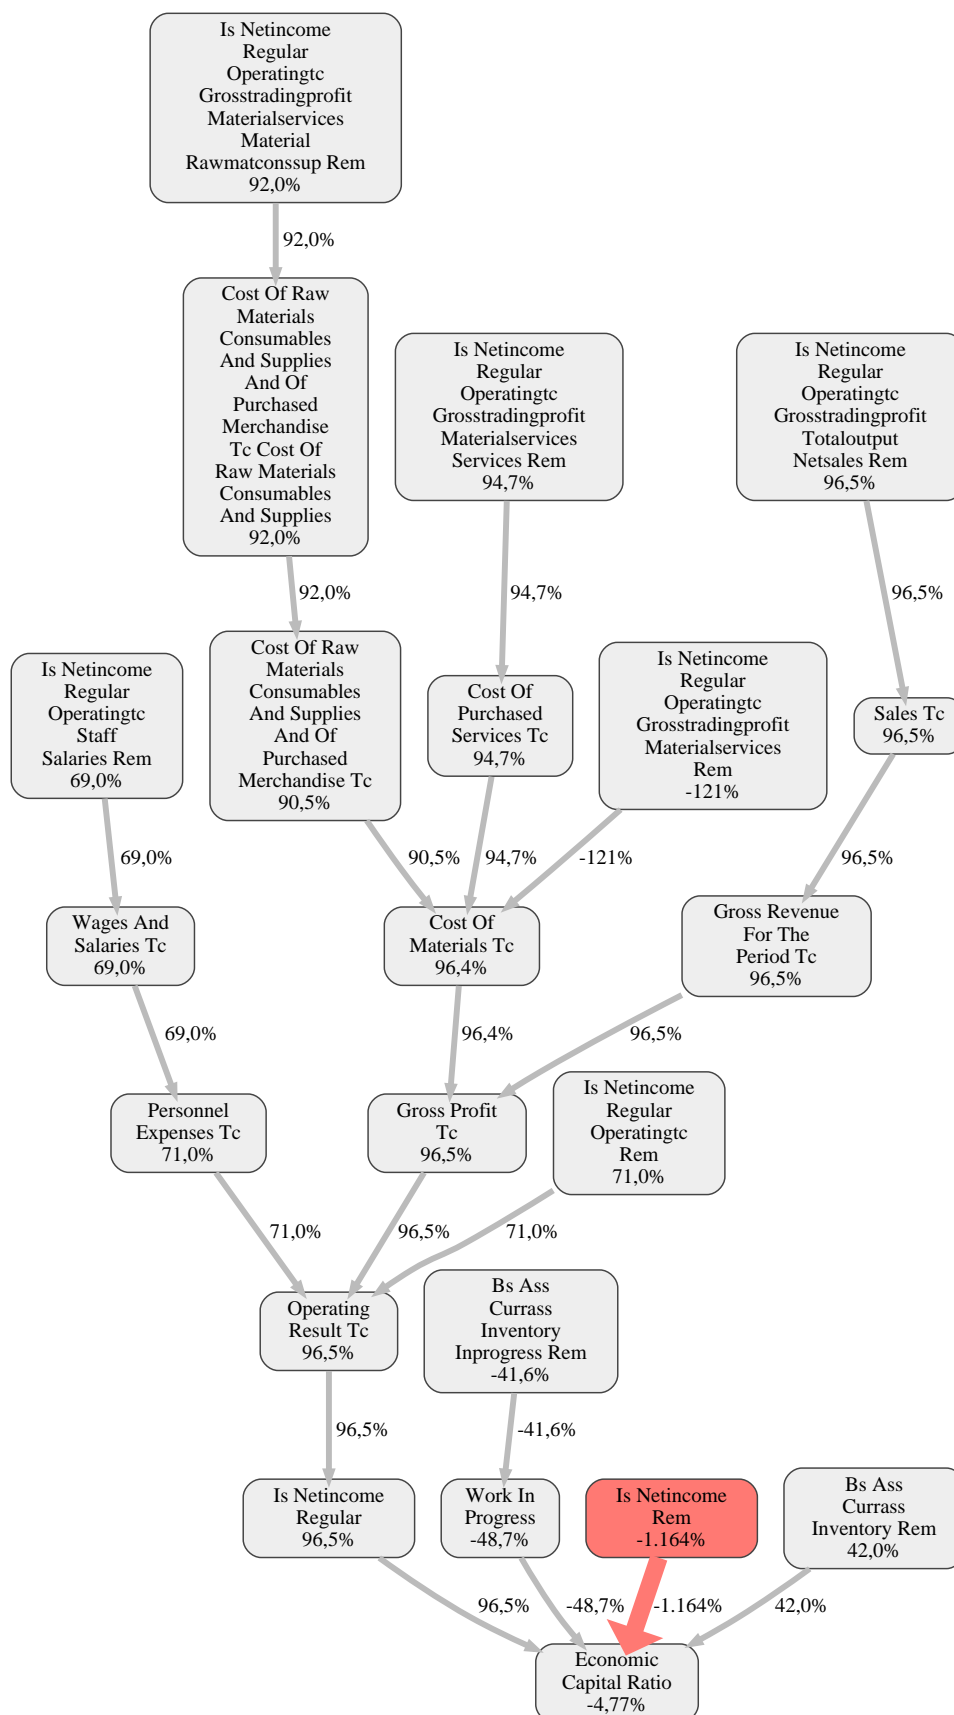 Is Netincome
Regular
Operatingtc
Grosstradingprofit
Materialservices
Material
Rawmatconssup Rem
92,0%
92,0%
Cost Of Raw
Materials
Consumables
And Supplies
And Of
Purchased
Merchandise
Tc Cost Of
Raw Materials
Consumables
And Supplies
92,0%
Is Netincome
Regular
Operatingtc
Grosstradingprofit
Materialservices
Services Rem
94,7%
Is Netincome
Regular
Operatingtc
Grosstradingprofit
Totaloutput
Netsales Rem
96,5%
92,0%
94,7%
96,5%
Is Netincome
Regular
Operatingtc
Staff
Salaries Rem
69,0%
Cost Of Raw
Materials
Consumables
And Supplies
And Of
Purchased
Merchandise Tc
90,5%
Cost Of
Purchased
Services Tc
94,7%
Is Netincome
Regular
Operatingtc
Grosstradingprofit
Materialservices
Rem
-121%
Sales Tc
96,5%
69,0%
90,5%
94,7%
-121%
96,5%
Wages And
Salaries Tc
69,0%
Cost Of
Materials Tc
96,4%
Gross Revenue
For The
Period Tc
96,5%
69,0%
96,4%
96,5%
Personnel
Expenses Tc
71,0%
Gross Profit
Tc
96,5%
Is Netincome
Regular
Operatingtc
Rem
71,0%
71,0%
96,5%
71,0%
Operating
Result Tc
96,5%
Bs Ass
Currass
Inventory
Inprogress Rem
-41,6%
96,5%
-41,6%
Is Netincome
Regular
96,5%
Work In
Progress
-48,7%
Is Netincome
Rem
-1.164%
Bs Ass
Currass
Inventory Rem
42,0%
96,5%
-48,7%
-1.164%
42,0%
Economic
Capital Ratio
-4,77%